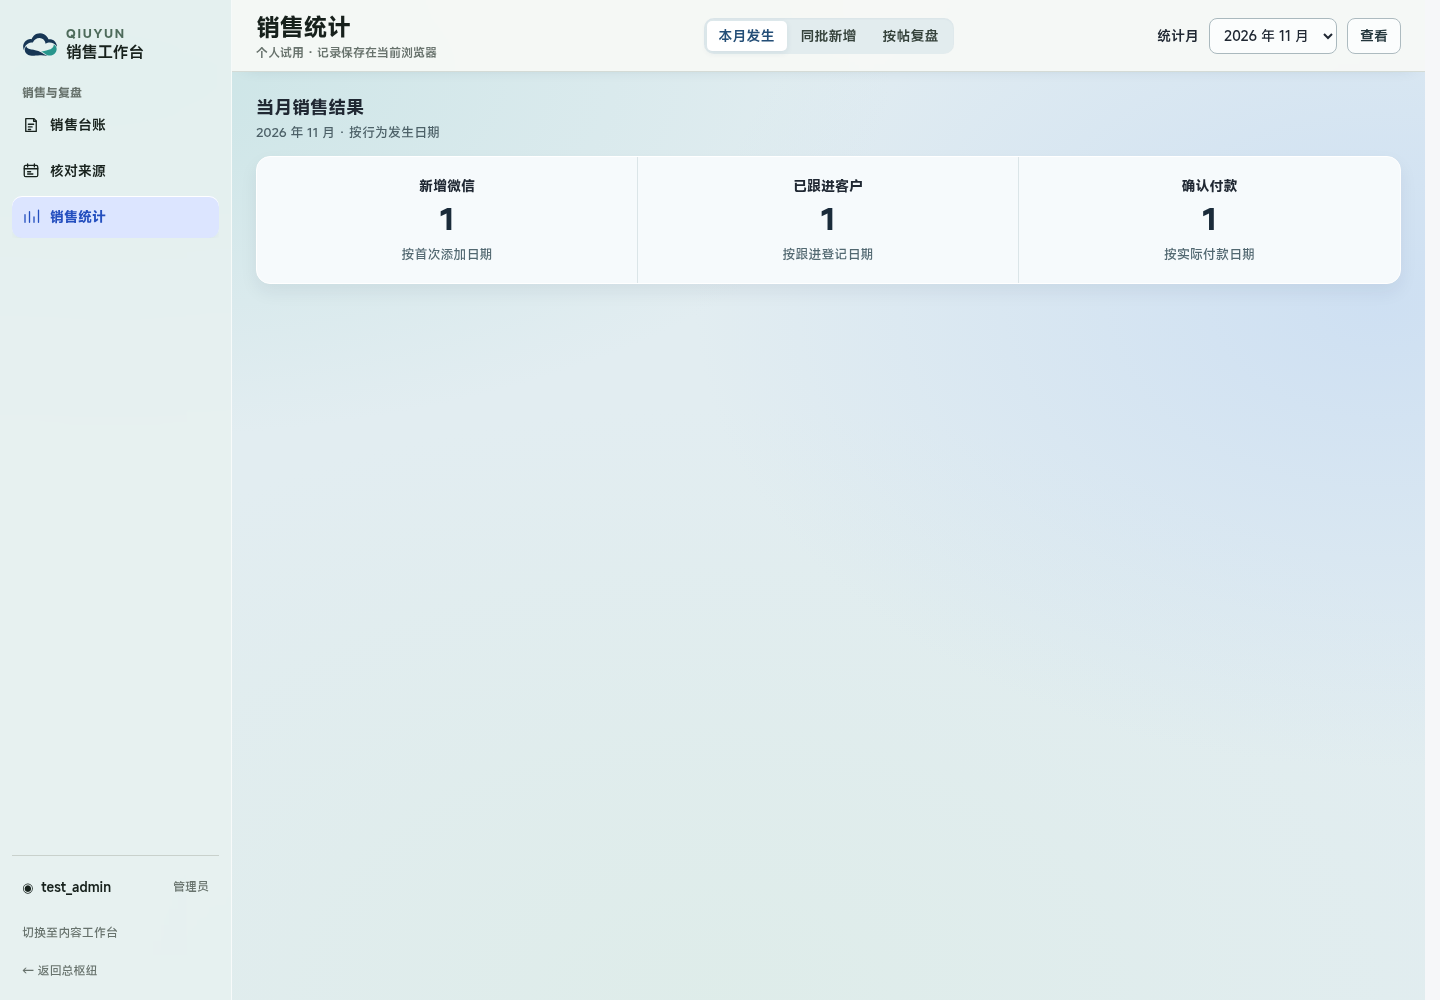 QIUYUN
销售工作台
销售与复盘
销售台账
核对来源
销售统计
test_admin 管理员
切换至内容工作台
← 返回总枢纽
销售统计
个人试用 · 记录保存在当前浏览器
本月发生 同批新增 按帖复盘
统计月 2026 年 11 月 查看
当月销售结果
2026 年 11 月 · 按行为发生日期
新增微信
1
按首次添加日期
已跟进客户
1
按跟进登记日期
确认付款
1
按实际付款日期